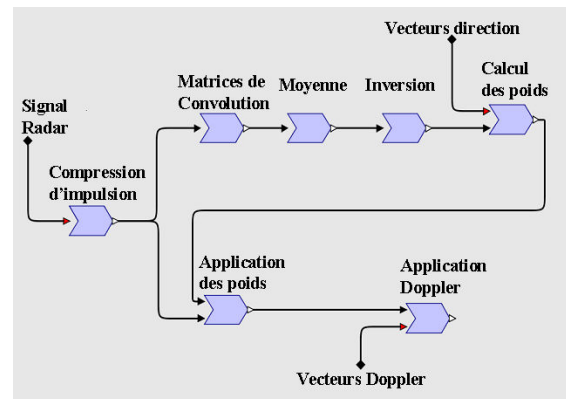 Vecteurs direction
Matrices de
Convolution
Moyenne
Inversion
Calcul
des poids
Signal
Radar
Compression
d'impulsion
Application
des poids
Application
Doppler
Vecteurs Doppler